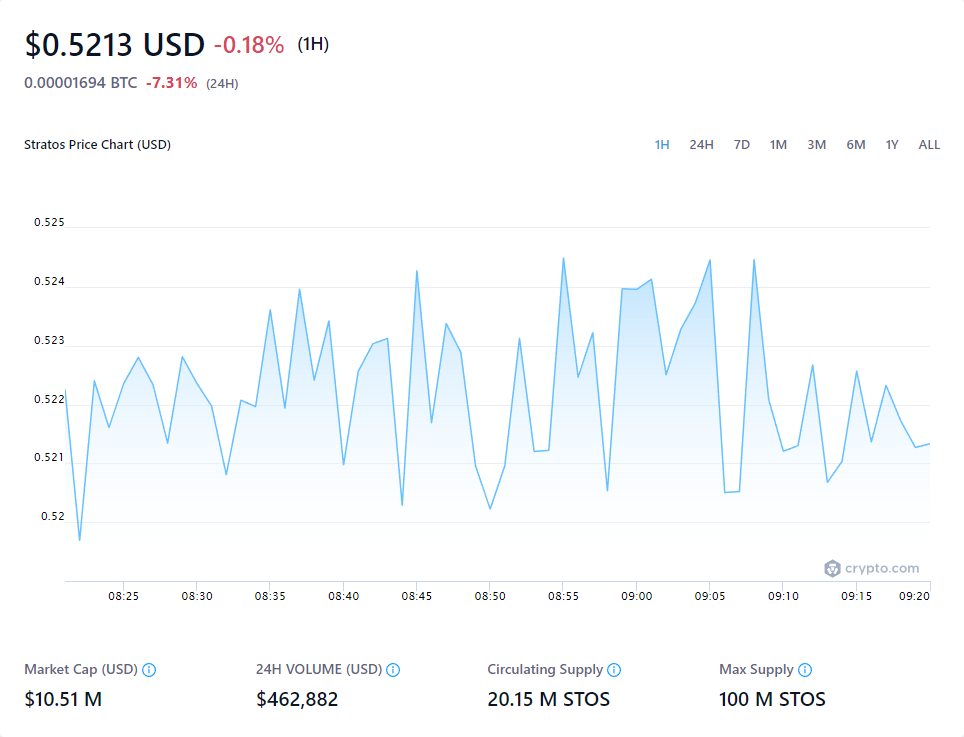 $0.5213 USD -0.18% (1H)
0.00001694 BTC -7.31% (24H)
Stratos Price Chart (USD)
1H 24H 7D 1M 3M 6M 1Y ALL
0.525
0.524
0.523
0.522
0.521
0.52
crypto.com
08:25 08:30 08:35 08:40 08:45 08:50 08:55 09:00 09:05 09:10 09:15 09:20
Market Cap (USD) 24H VOLUME (USD) Circulating Supply Max Supply
$10.51 M $462,882 20.15 M STOS 100 M STOS